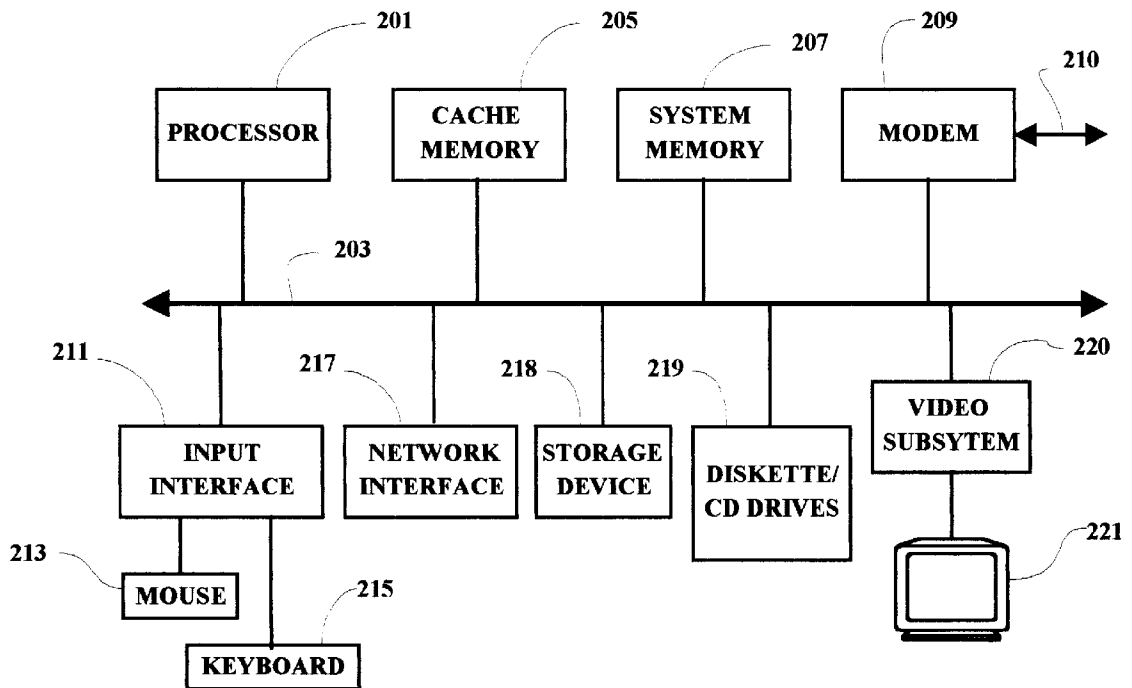 201
205
207
209
210
PROCESSOR
CACHE
MEMORY
SYSTEM
MEMORY
MODEM
203
211
217
218
219
220
INPUT
INTERFACE
NETWORK
INTERFACE
STORAGE
DEVICE
DISKETTE/
CD DRIVES
VIDEO
SUBSYTEM
221
213
MOUSE
215
KEYBOARD